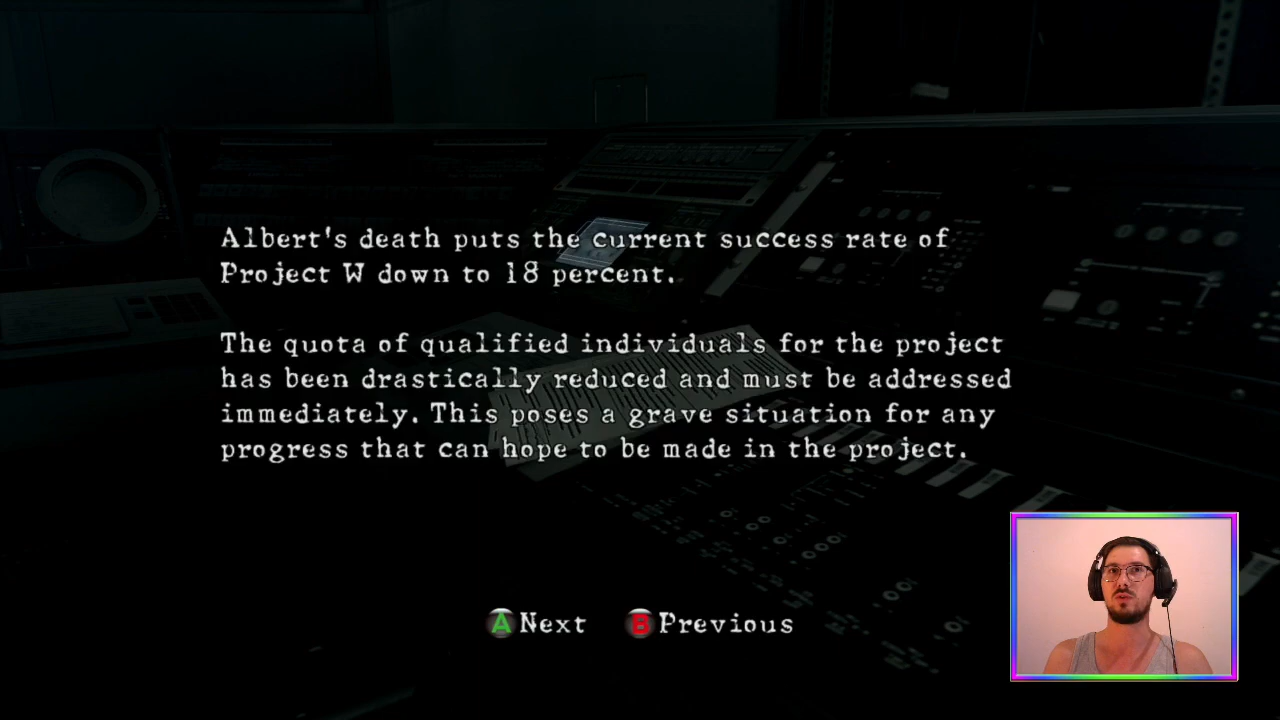 Albert's death puts the current success rate of
Project W down to 18 percent.
The quota of qualified individuals for the project
has been drastically reduced and must be addressed
immediately. This poses a grave situation for any
progress that can hope to be made in the project.
A Next B Previous